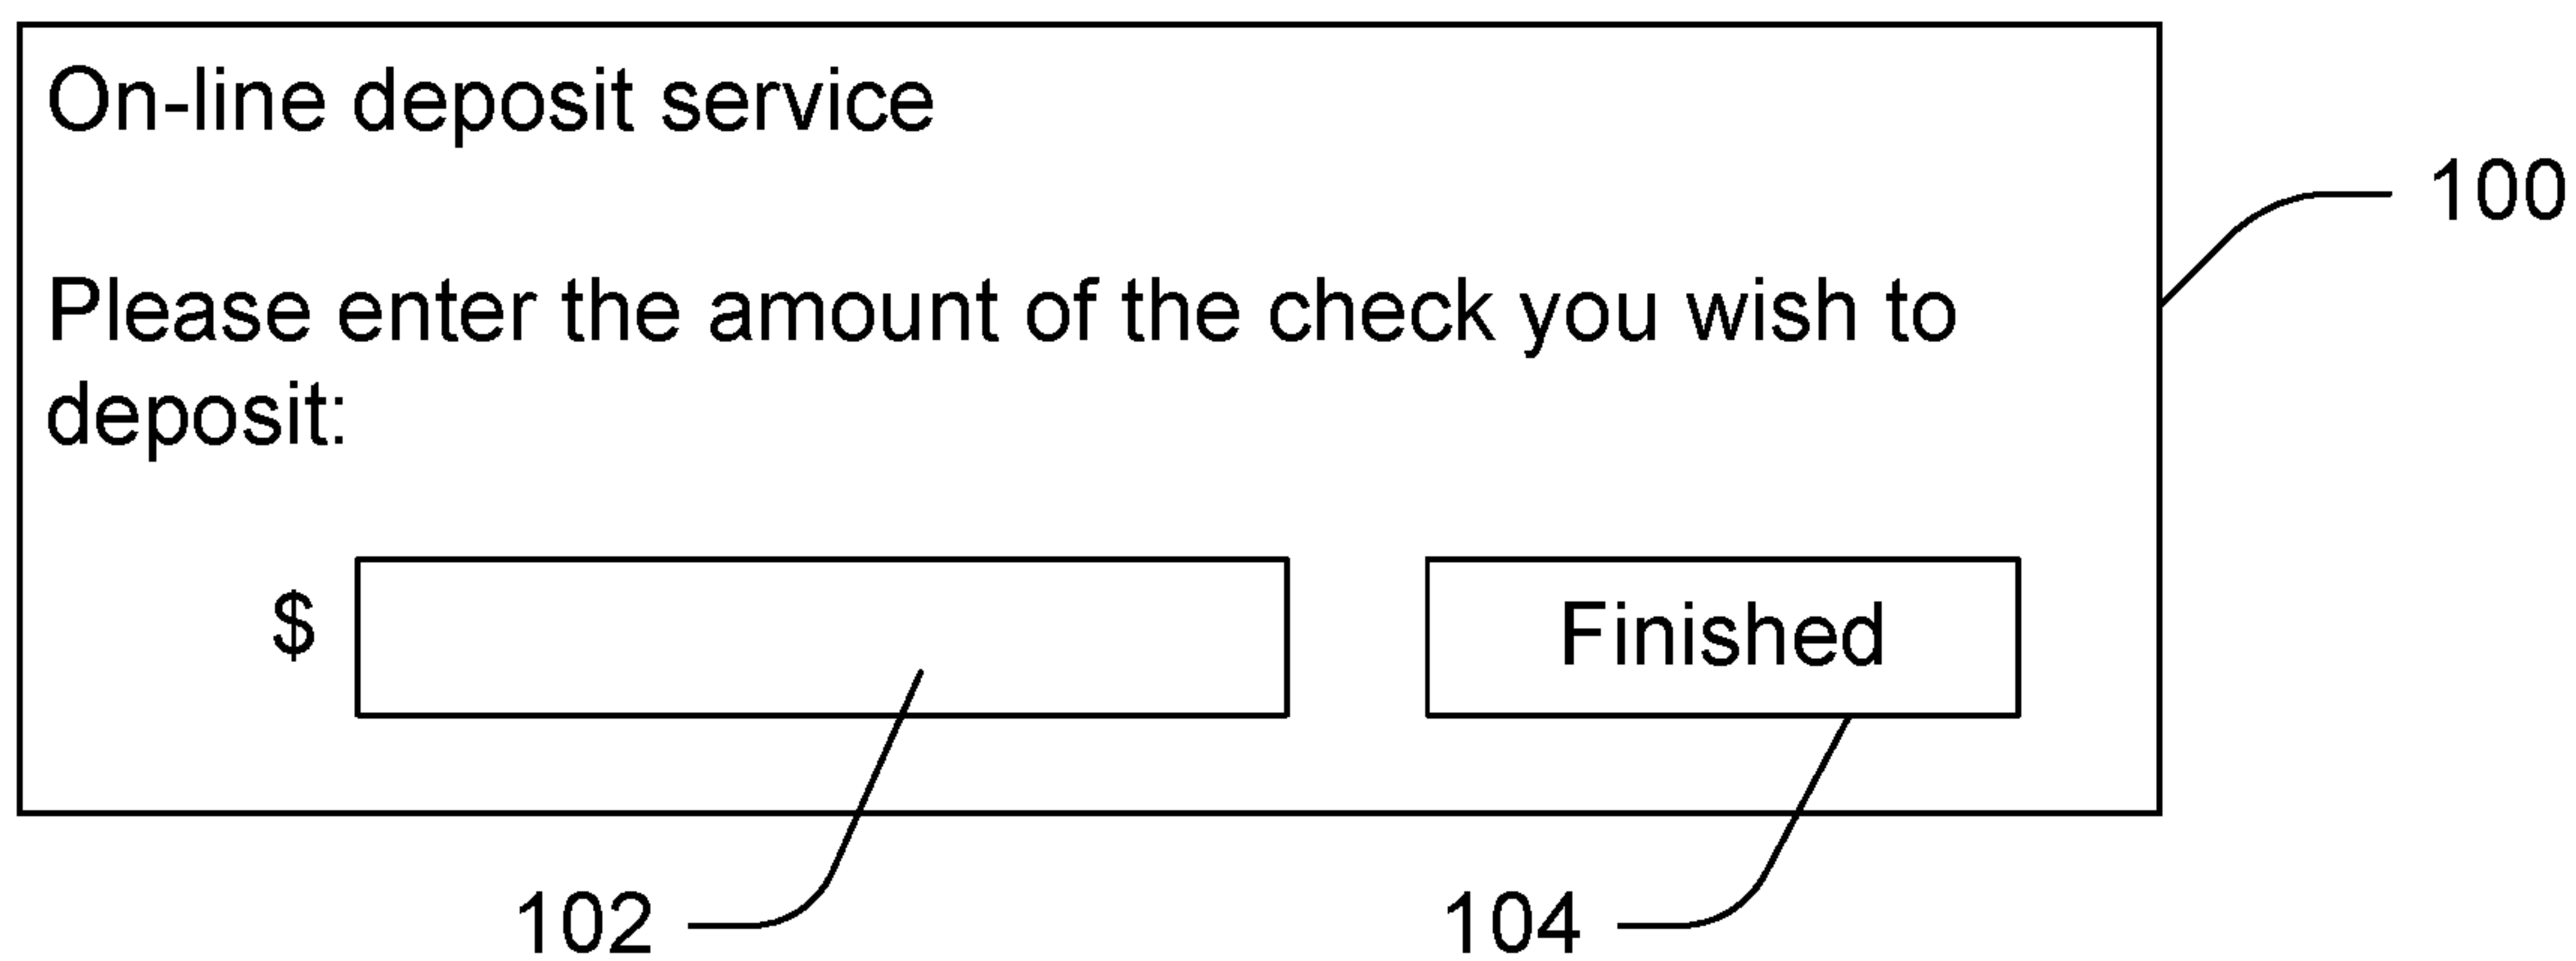 On-line deposit service
100
Please enter the amount of the check you wish to
deposit:
$
Finished
102
104